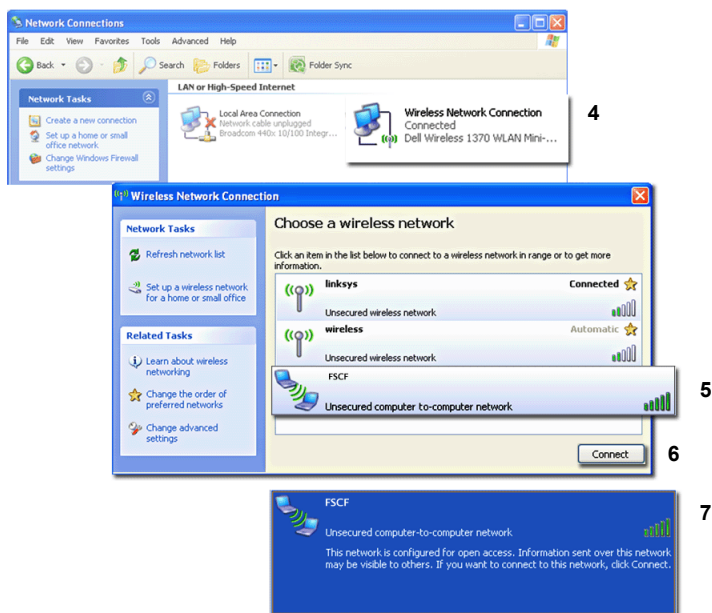 Network Connections
File Edit View Favorites Tools Advanced Help
Back Search Folders Folder Sync
LAN or High-Speed Internet
Network Tasks
Create a new connection
Set up a home or small
office network
Change Windows Firewall
settings
Local Area
Connection
Network cable unplugged
Broadcom 440x 10/100 Integr...
Wireless Network Connection
Connected
Dell Wireless 1370 WLAN Mini-...
4
Wireless Network Connection
Network Tasks
Refresh network list
Set up a wireless network
for a home or small office
Related Tasks
Learn about wireless
networking
Change the order of
preferred networks
Change advanced
settings
Choose a wireless network
Click an item in the list below to connect to a wireless network in range or to get more
information.
linksys Connected
Unsecured wireless network
wireless Automatic
Unsecured wireless network
FSCF
Unsecured computer to-computer network
5
Connect
6
FSCF
Unsecured computer-to-computer network
This network is configured for open access. Information sent over this network
may be visible to others. If you want to connect to this network, click Connect.
7